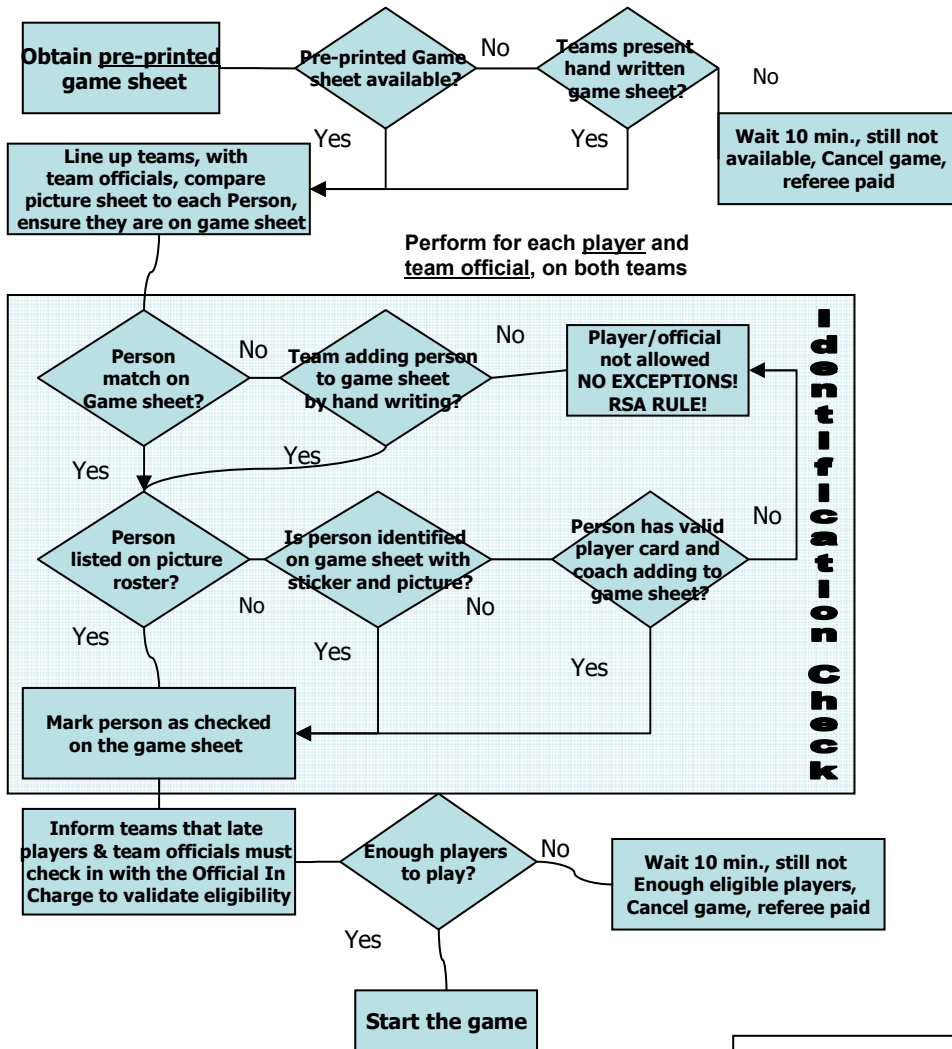 Obtain pre-printed
game sheet
Pre-printed Game
sheet available?
No
Teams present
hand written
game sheet?
No
Yes
Yes
Wait 10 min., still not
available, Cancel game,
referee paid
Line up teams, with
team officials, compare
picture sheet to each Person,
ensure they are on game sheet
Perform for each player and
team official, on both teams
Identification Check
Person
match on
Game sheet?
No
Team adding person
to game sheet
by hand writing?
No
Player/official
not allowed
NO EXCEPTIONS!
RSA RULE!
Yes
Yes
Person
listed on picture
roster?
No
Is person identified
on game sheet with
sticker and picture?
No
Person has valid
player card and
coach adding to
game sheet?
No
Yes
Yes
Yes
Mark person as checked
on the game sheet
Inform teams that late
players & team officials must
check in with the Official In
Charge to validate eligibility
Enough players
to play?
No
Wait 10 min., still not
Enough eligible players,
Cancel game, referee paid
Yes
Start the game